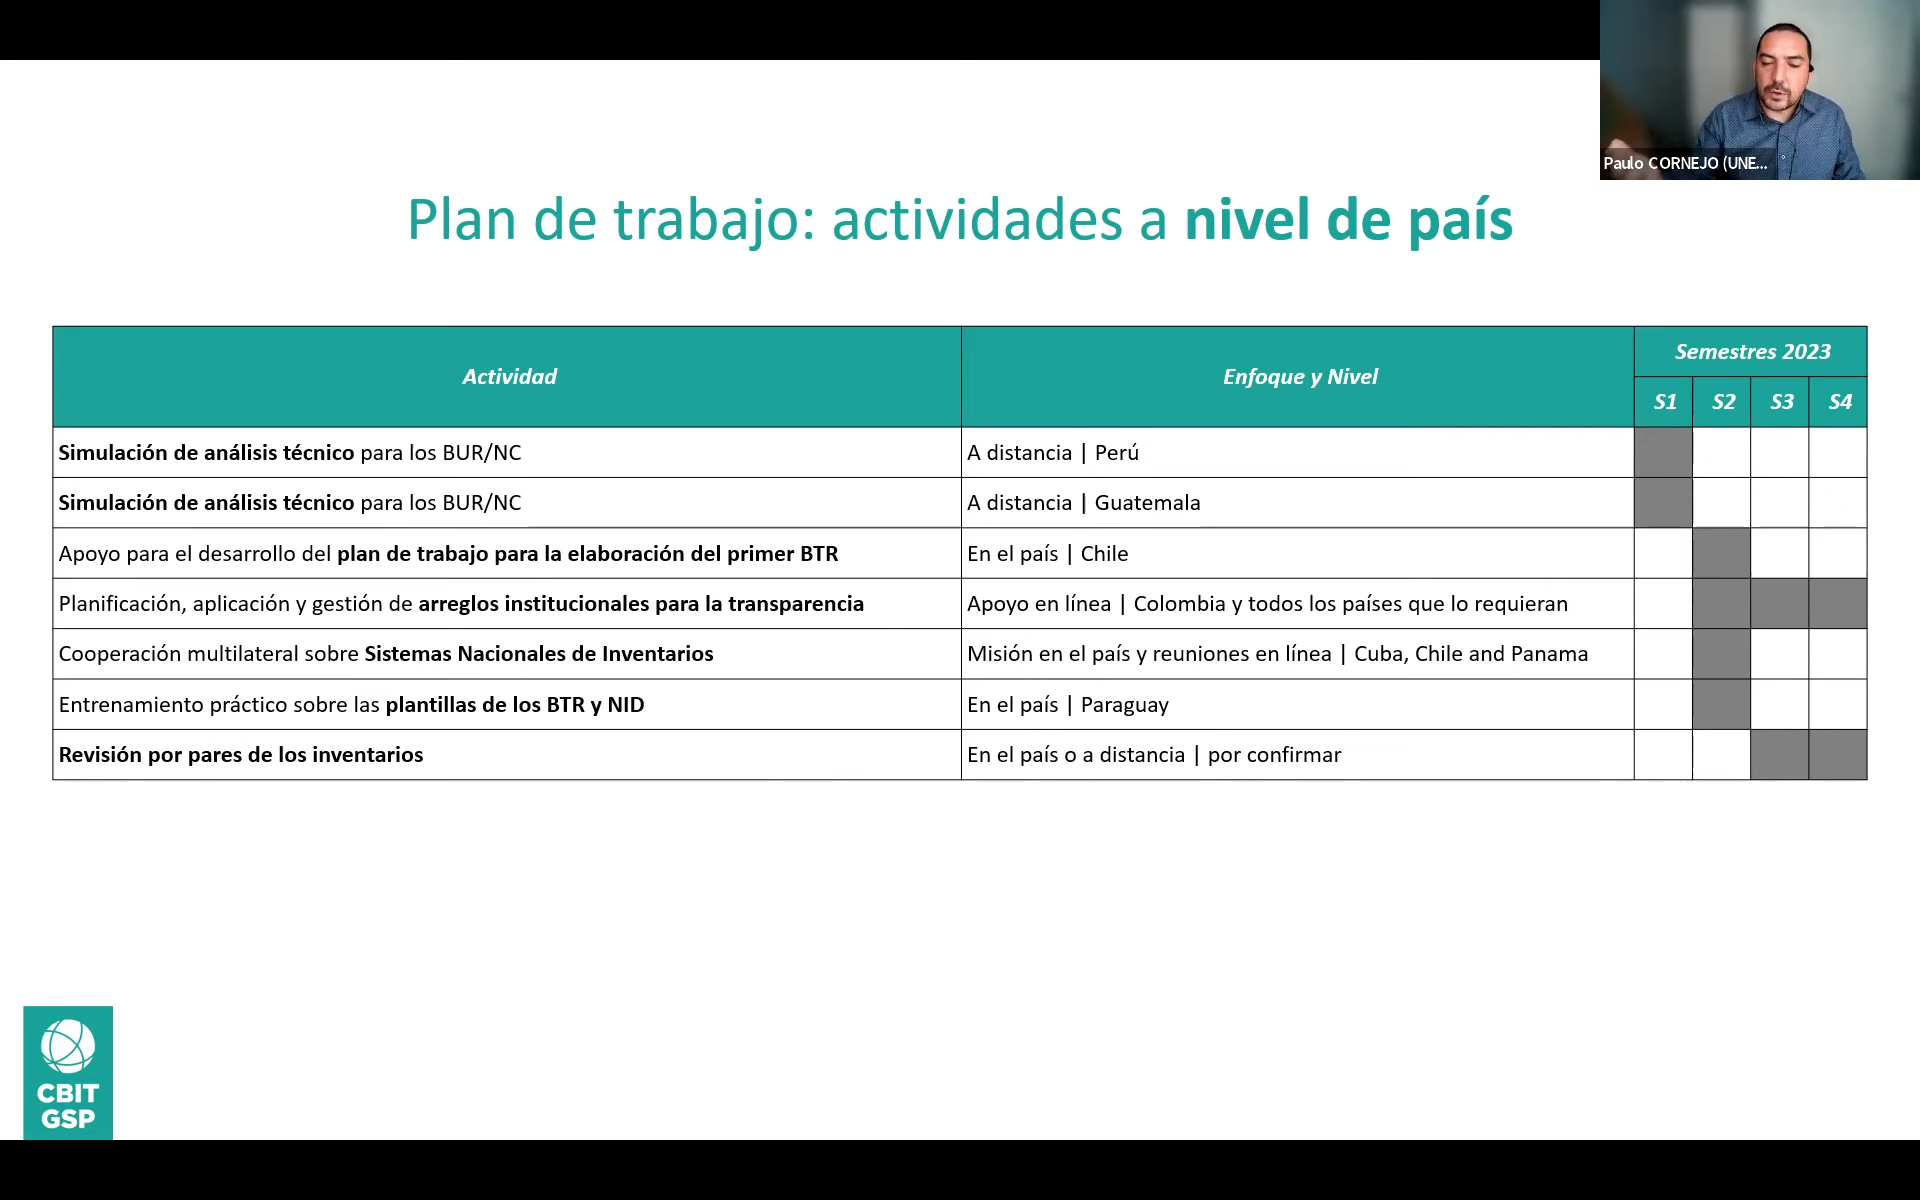 Paulo CORNEJO (UNE...
Plan de trabajo: actividades a nivel de país
Actividad
Enfoque y Nivel
Semestres 2023
S1 S2 S3 S4
Simulación de análisis técnico para los BUR/NC
A distancia | Perú
Simulación de análisis técnico para los BUR/NC
A distancia | Guatemala
Apoyo para el desarrollo del plan de trabajo para la elaboración del primer BTR
En el país | Chile
Planificación, aplicación y gestión de arreglos institucionales para la transparencia
Apoyo en línea | Colombia y todos los países que lo requieran
Cooperación multilateral sobre Sistemas Nacionales de Inventarios
Misión en el país y reuniones en línea | Cuba, Chile and Panama
Entrenamiento práctico sobre las plantillas de los BTR y NID
En el país | Paraguay
Revisión por pares de los inventarios
En el país o a distancia | por confirmar
CBIT
GSP